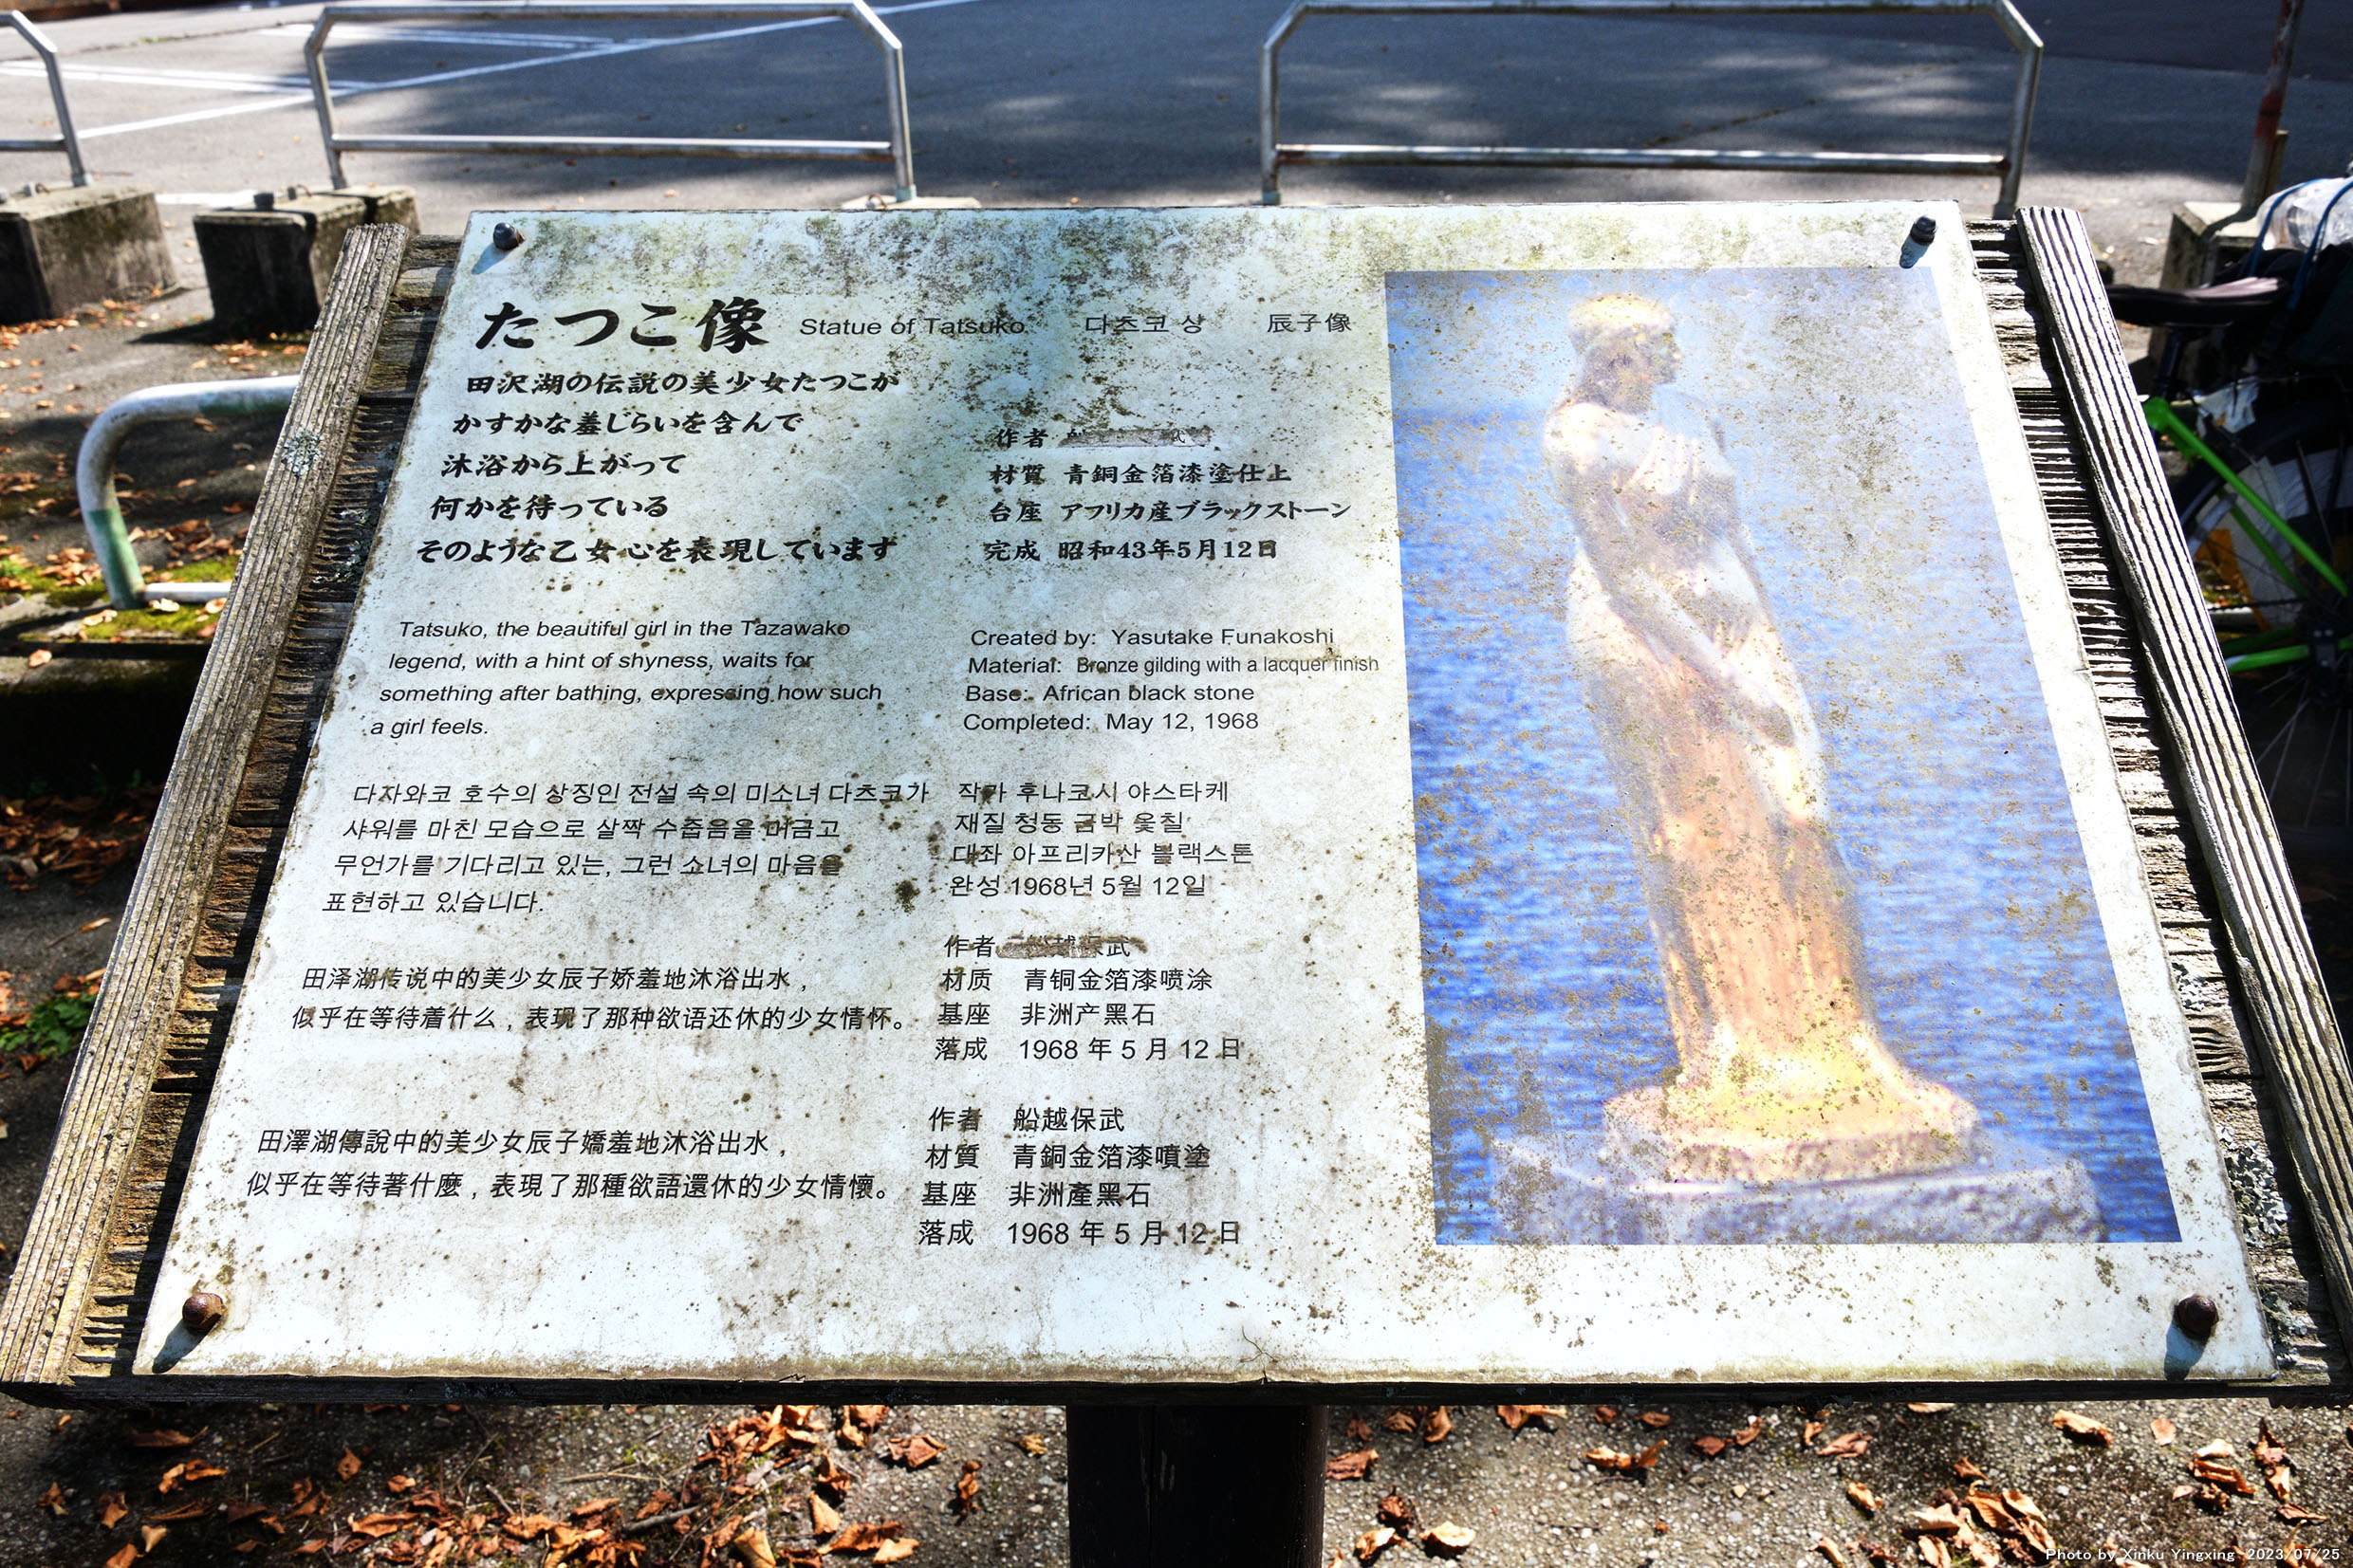 たつこ像 Statue of Tatsuko 다츠코 상 辰子像
田沢湖の伝説の美少女たつこが
かすかな羞じらいを含んで
沐浴から上がって
何かを待っている
そのような乙女心を表現しています
作者 武
材質 青銅金箔漆塗仕上
台座 アフリカ産ブラックストーン
完成 昭和43年5月12日
Tatsuko, the beautiful girl in the Tazawako
legend, with a hint of shyness, waits for
something after bathing, expressing how such
a girl feels.
Created by: Yasutake Funakoshi
Material: Bronze gilding with a lacquer finish
Base: African black stone
Completed: May 12, 1968
다자와코 호수의 상징인 전설 속의 미소녀 다츠코가
샤워를 마친 모습으로 살짝 수줍음을 머금고
무언가를 기다리고 있는, 그런 소녀의 마음을
표현하고 있습니다.
작가 후나코시 야스타케
재질 청동 금박 옻칠
대좌 아프리카산 블랙스톤
완성 1968년 5월 12일
田泽湖传说中的美少女辰子娇羞地沐浴出水，
似乎在等待着什么，表现了那种欲语还休的少女情怀。
作者 船越保武
材质 青铜金箔漆喷涂
基座 非洲产黑石
落成 1968 年 5 月 12 日
田澤湖傳說中的美少女辰子嬌羞地沐浴出水，
似乎在等待著什麼，表現了那種欲語還休的少女情懷。
作者 船越保武
材質 青銅金箔漆噴塗
基座 非洲產黑石
落成 1968 年 5 月 12 日
Photo by Xinku Yingxing 2023/07/25